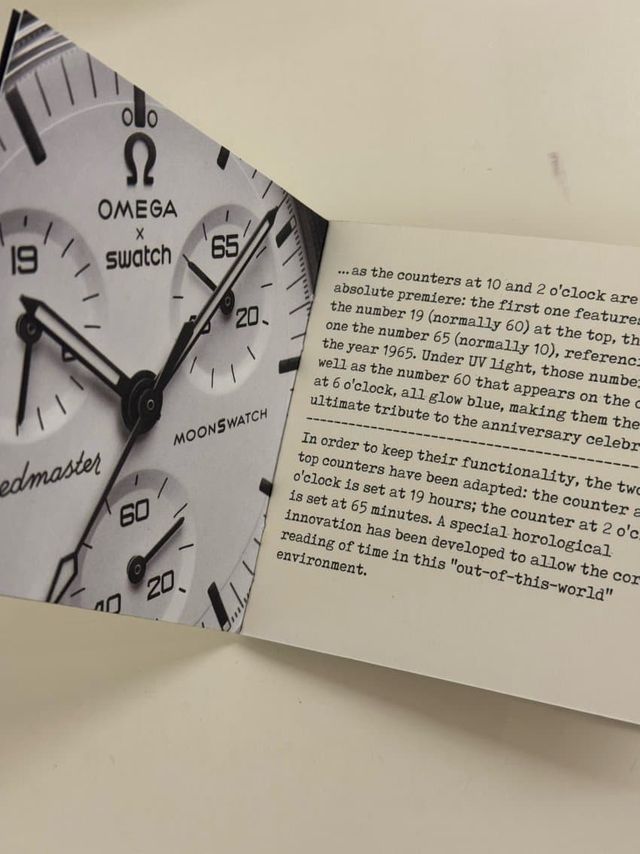 19
OMEGA
x
swatch
65
20
MOONSWATCH
edmaster
60
20
...as the counters at 10 and 2 o'clock are
absolute premiere: the first one features
the number 19 (normally 60) at the top, th
one the number 65 (normally 10), referenci
the year 1965. Under UV light, those numbe
well as the number 60 that appears on the c
at 6 o'clock, all glow blue, making them the
ultimate tribute to the anniversary celebr
In order to keep their functionality, the two
top counters have been adapted: the counter a
o'clock is set at 19 hours; the counter at 2 o'c
is set at 65 minutes. A special horological
innovation has been developed to allow the cor
reading of time in this "out-of-this-world"
environment.